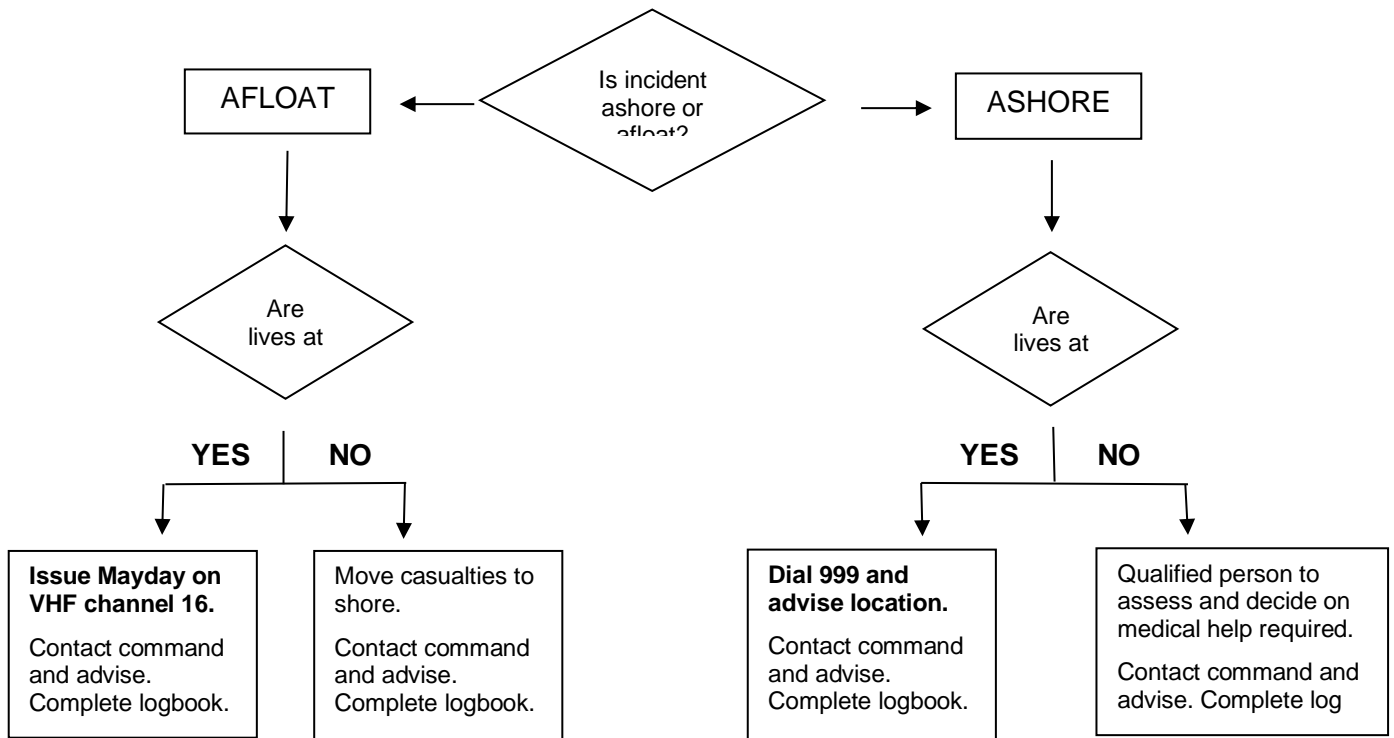 Is incident
ashore or
afloat?
AFLOAT
ASHORE
Are
lives at
Are
lives at
YES
NO
YES
NO
Issue Mayday on
VHF channel 16.
Contact command
and advise.
Complete logbook.
Move casualties to
shore.
Contact command
and advise.
Complete logbook.
Dial 999 and
advise location.
Contact command
and advise.
Complete logbook.
Qualified person to
assess and decide on
medical help required.
Contact command and
advise. Complete log